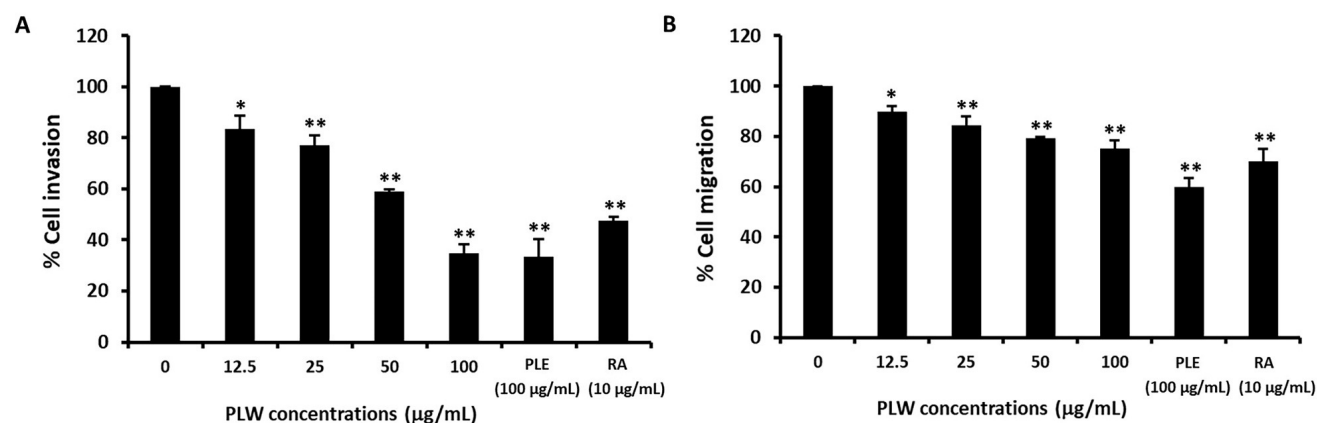 A
% Cell invasion
120
100
80
60
40
20
0
*
**
**
**
**
**
0 12.5 25 50 100 PLE RA
(100 µg/mL) (10 µg/mL)
PLW concentrations (µg/mL)
B
% Cell migration
120
100
80
60
40
20
0
*
**
**
**
**
**
0 12.5 25 50 100 PLE RA
(100 µg/mL) (10 µg/mL)
PLW concentrations (µg/mL)